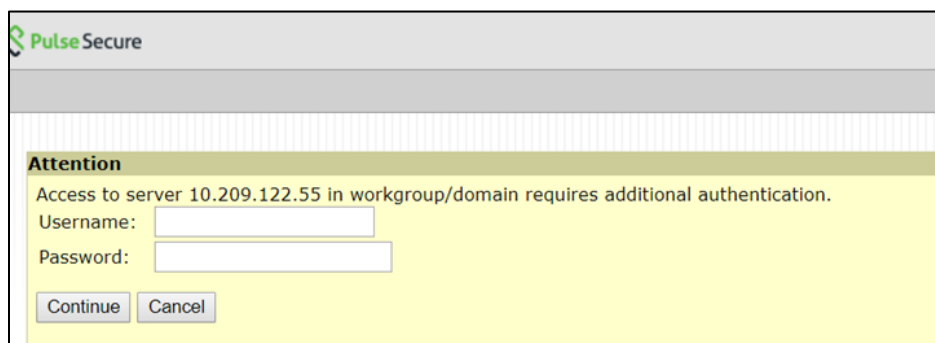 Pulse Secure
Attention
Access to server 10.209.122.55 in workgroup/domain requires additional authentication.
Username:
Password:
Continue Cancel